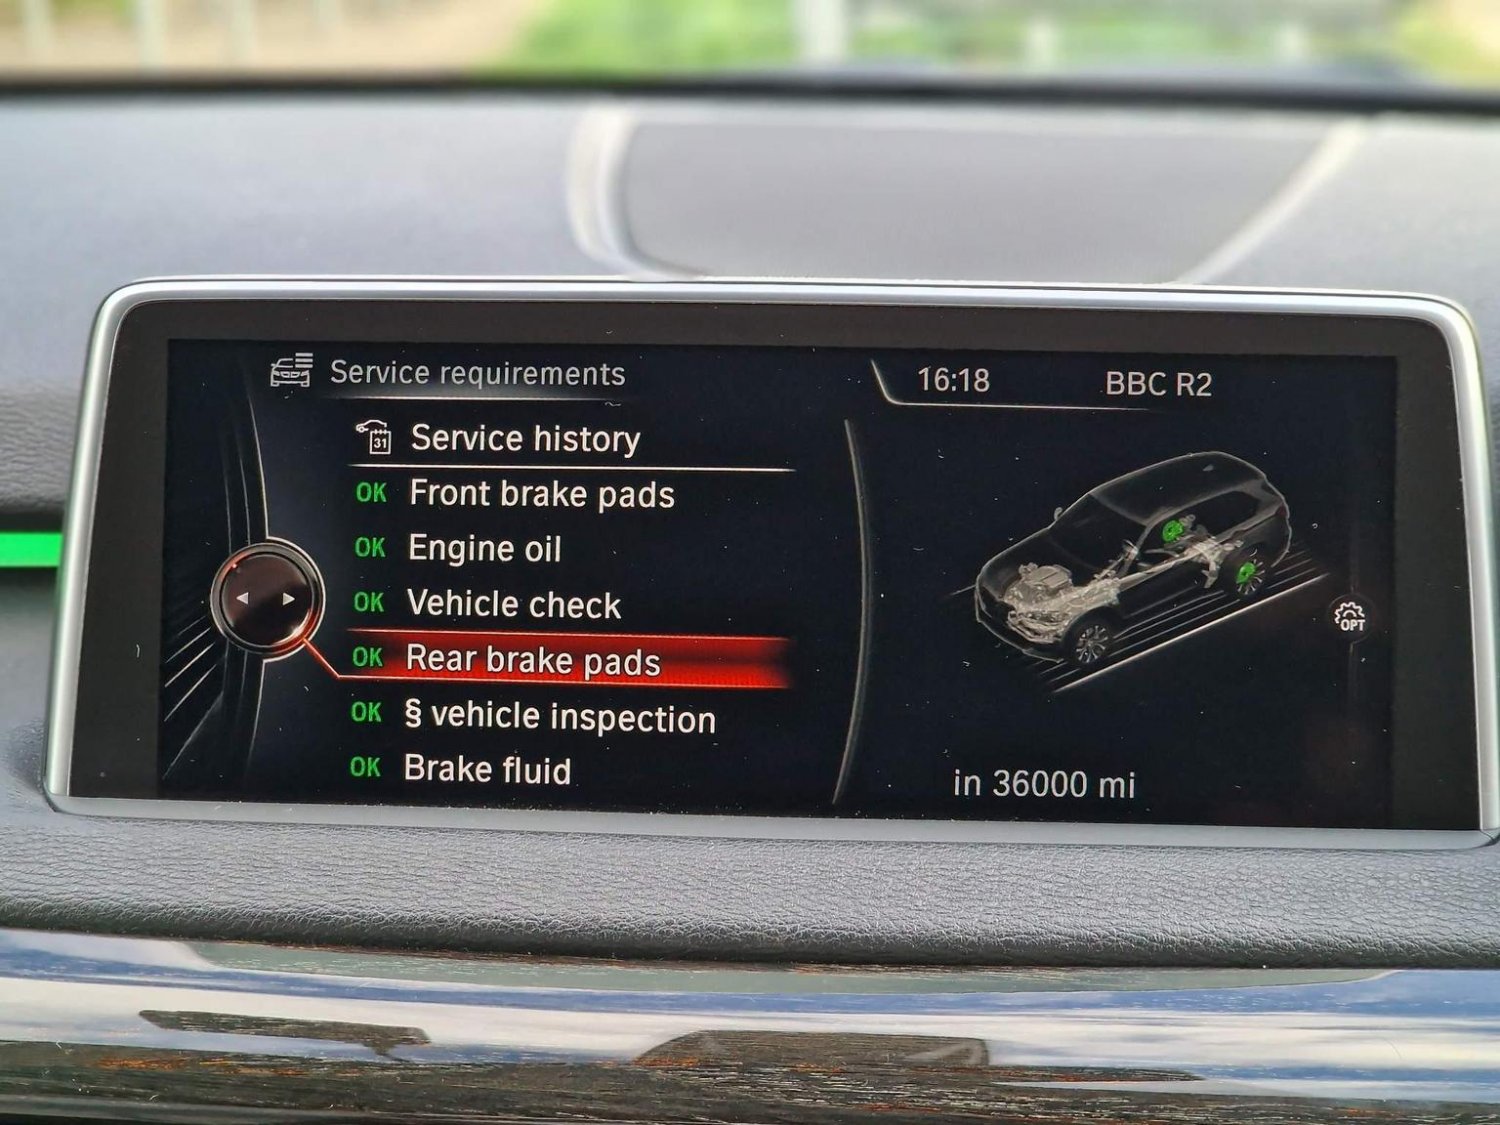 Service requirements
16:18
BBC R2
31
Service history
OK Front brake pads
OK Engine oil
OK Vehicle check
OK Rear brake pads
OK § vehicle inspection
OK Brake fluid
OPT
in 36000 mi